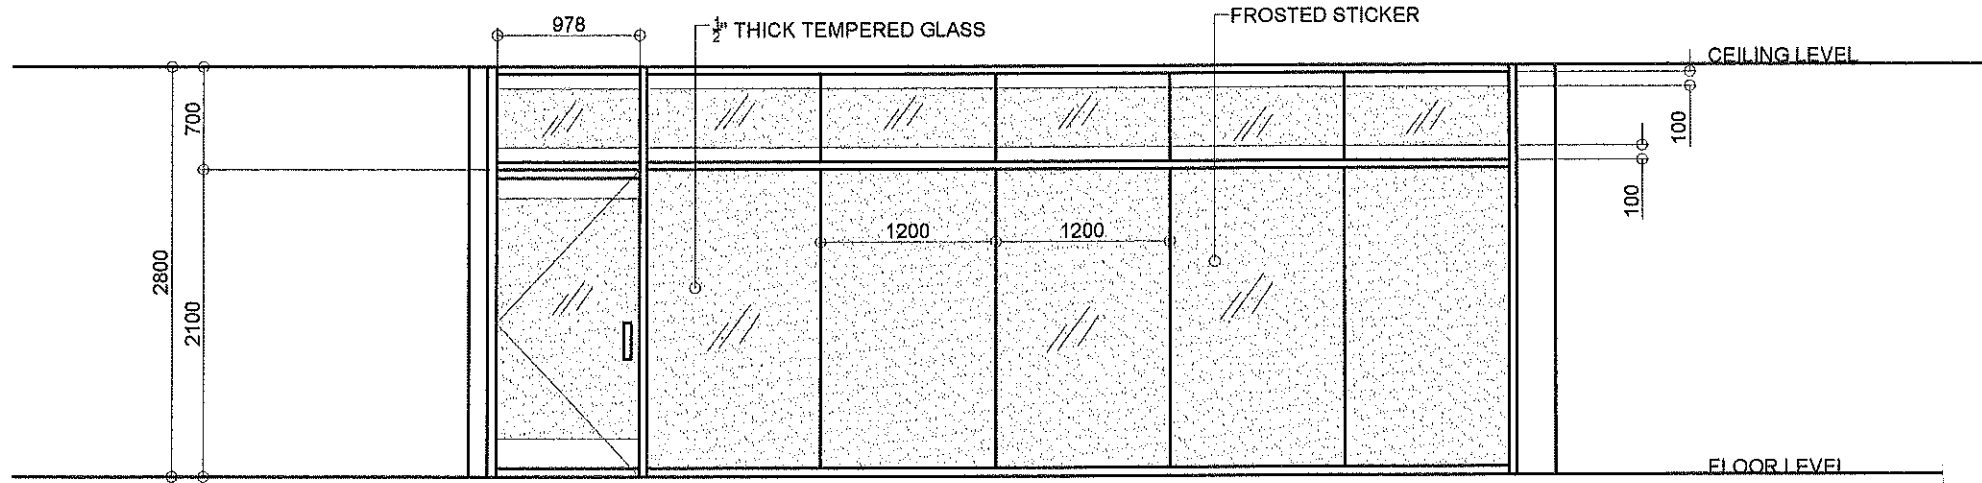 978
½" THICK TEMPERED GLASS
FROSTED STICKER
CEILING LEVEL
700
100
100
1200
1200
2800
2100
FLOOR LEVEL